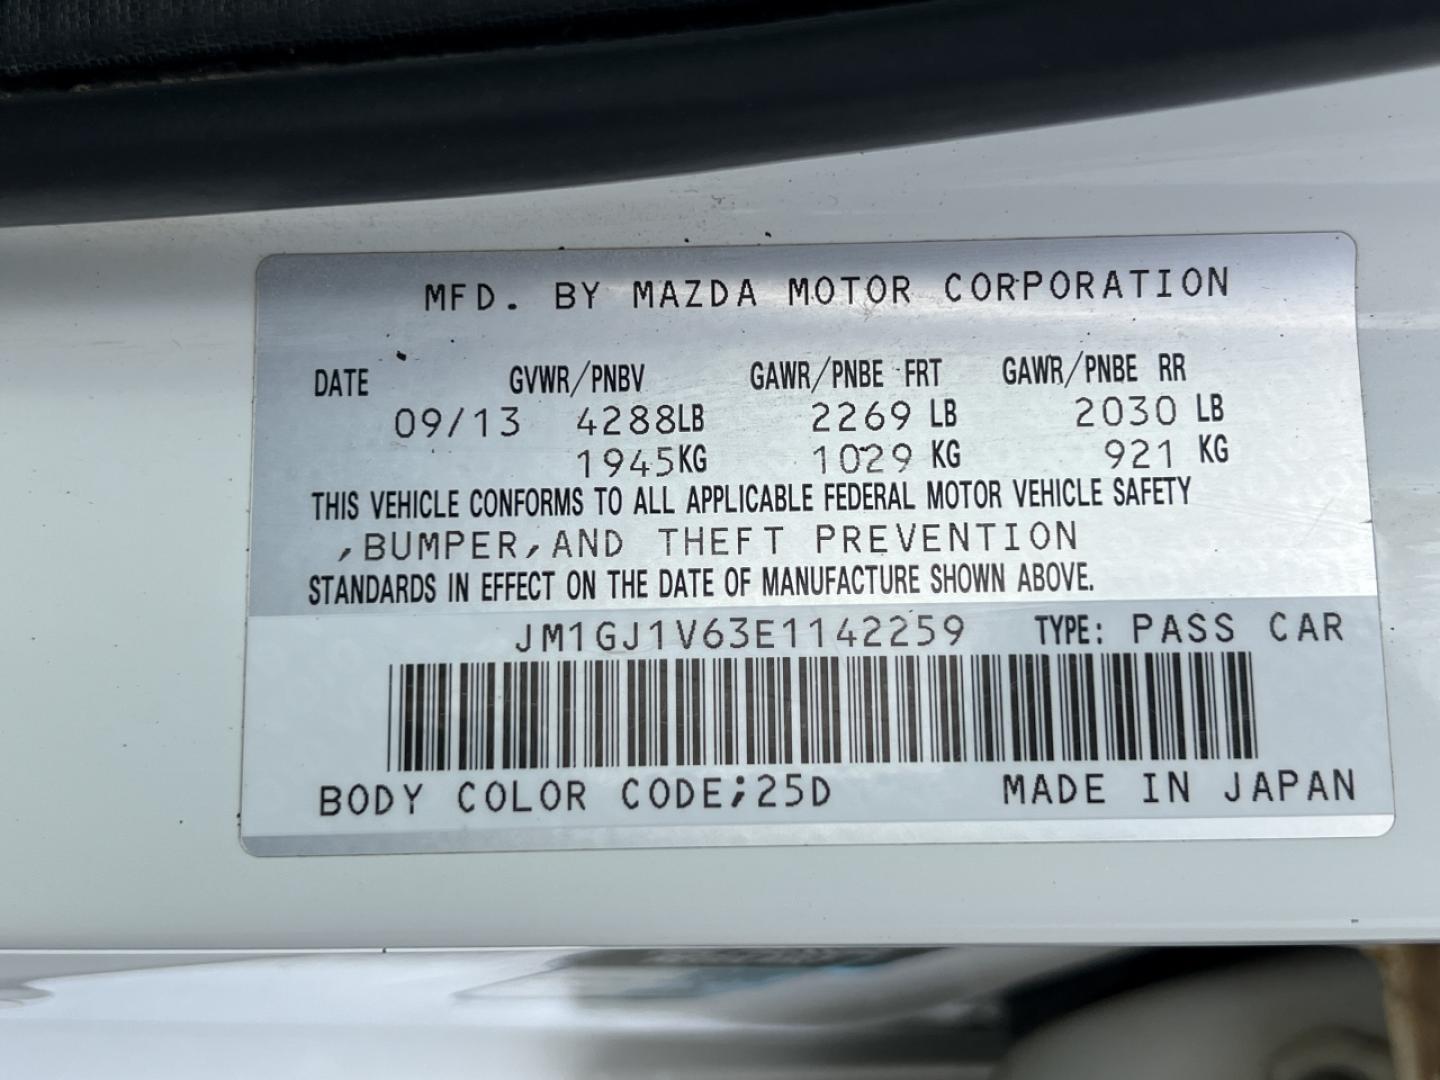 MFD. BY MAZDA MOTOR CORPORATION
DATE GVWR/PNBV GAWR/PNBE FRT GAWR/PNBE RR
09/13 4288LB 2269 LB 2030 LB
1945KG 1029 KG 921 KG
THIS VEHICLE CONFORMS TO ALL APPLICABLE FEDERAL MOTOR VEHICLE SAFETY
,BUMPER,AND THEFT PREVENTION
STANDARDS IN EFFECT ON THE DATE OF MANUFACTURE SHOWN ABOVE.
JM1GJ1V63E1142259 TYPE: PASS CAR
BODY COLOR CODE;25D MADE IN JAPAN